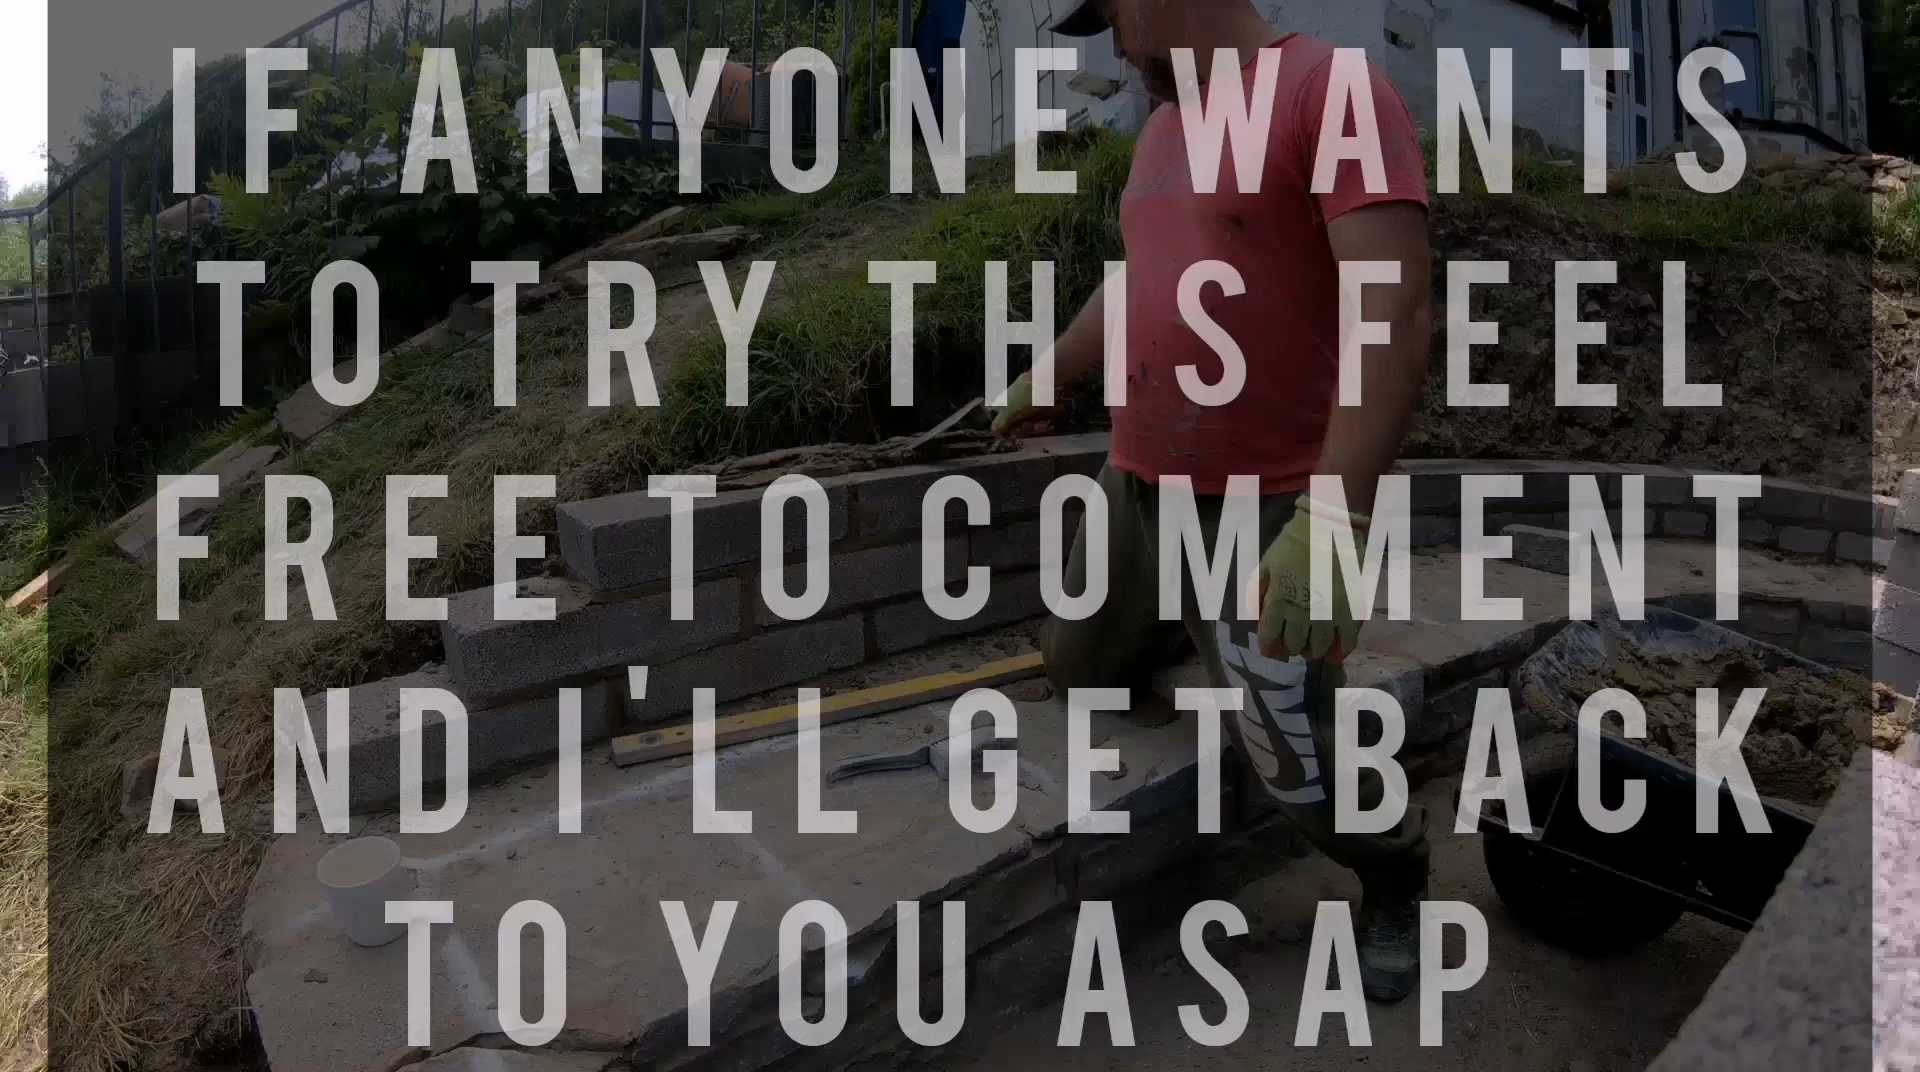 IF ANYONE WANTS
TO TRY THIS FEEL
FREE TO COMMENT
AND I'LL GET BACK
TO YOU ASAP